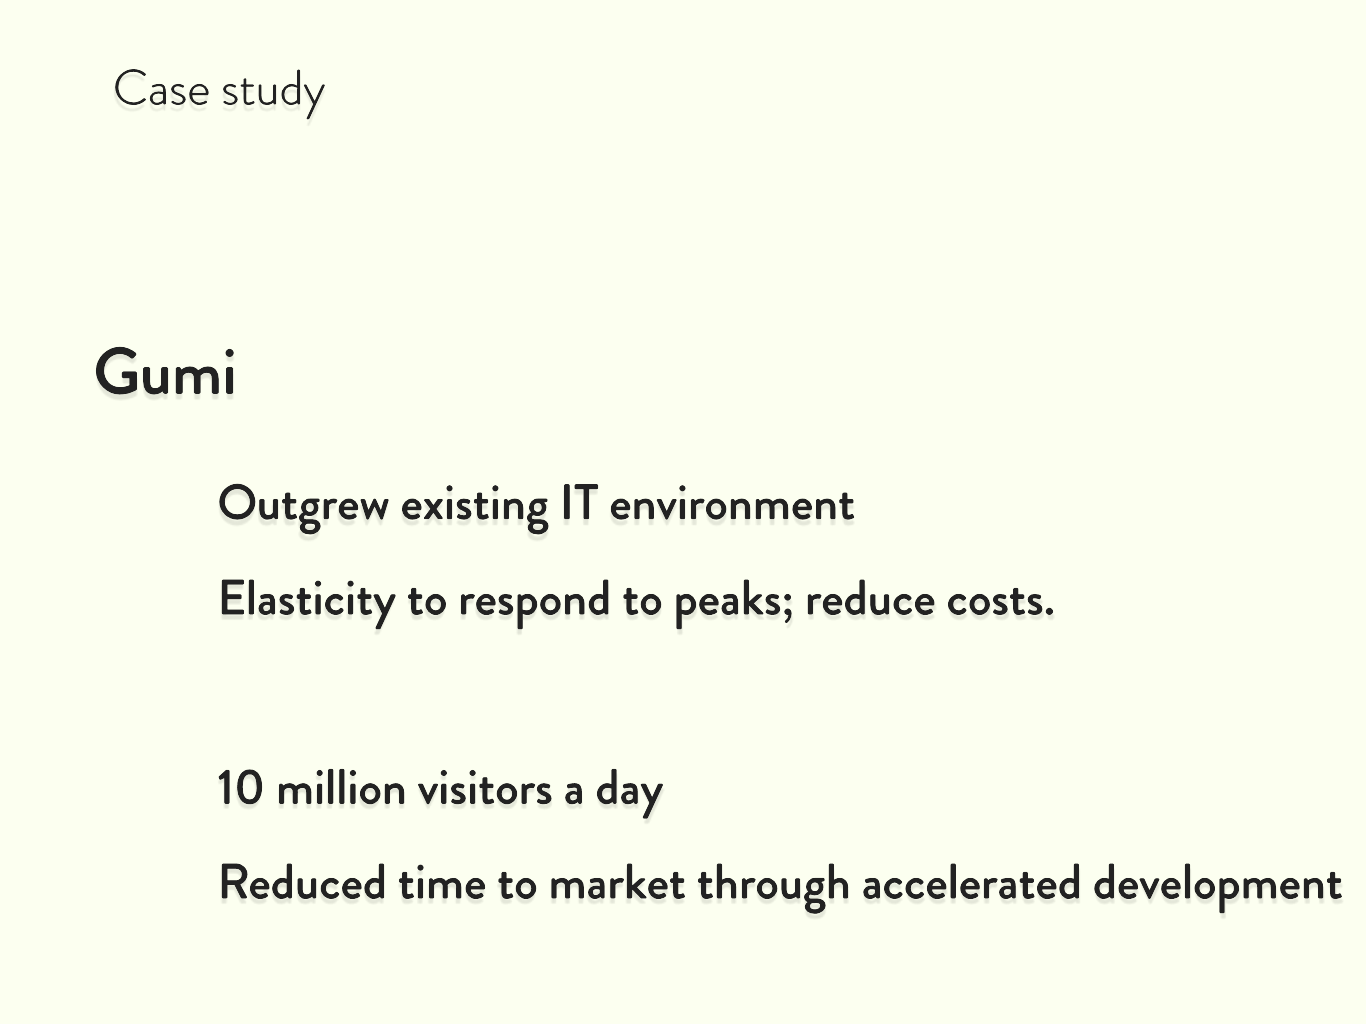 Case study
Gumi
Outgrew existing IT environment
Elasticity to respond to peaks; reduce costs.
10 million visitors a day
Reduced time to market through accelerated development